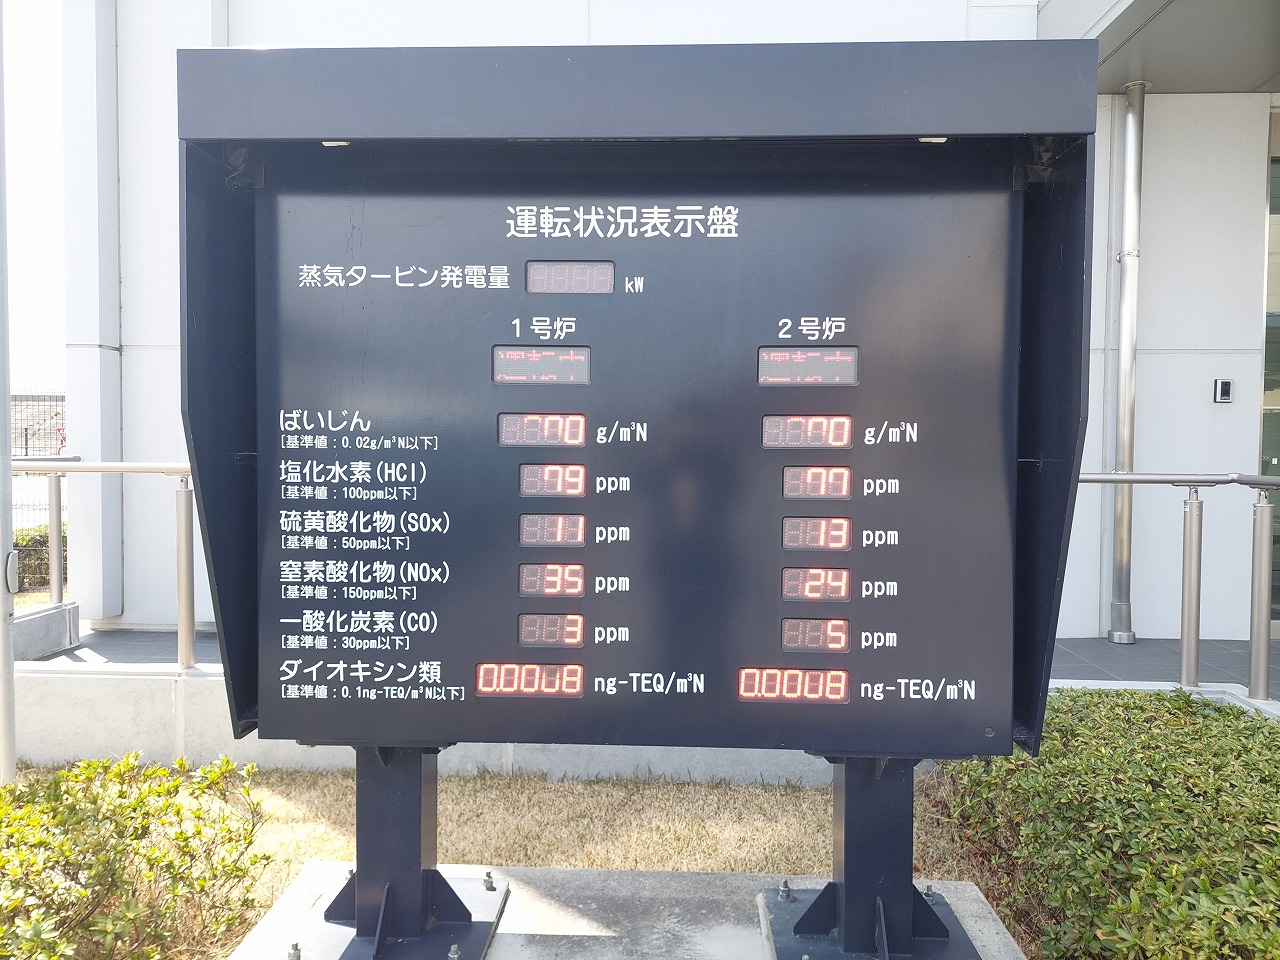 運転状況表示盤
蒸気タービン発電量 kW
1号炉 2号炉
ばいじん g/m³N g/m³N
[基準値：0.02g/m³N以下]
塩化水素(HCl) 79 ppm 77 ppm
[基準値：100ppm以下]
硫黄酸化物(SOx) 11 ppm 13 ppm
[基準値：50ppm以下]
窒素酸化物(NOx) 35 ppm 24 ppm
[基準値：150ppm以下]
一酸化炭素(CO) 3 ppm 5 ppm
[基準値：30ppm以下]
ダイオキシン類 ng-TEQ/m³N ng-TEQ/m³N
[基準値：0.1ng-TEQ/m³N以下]